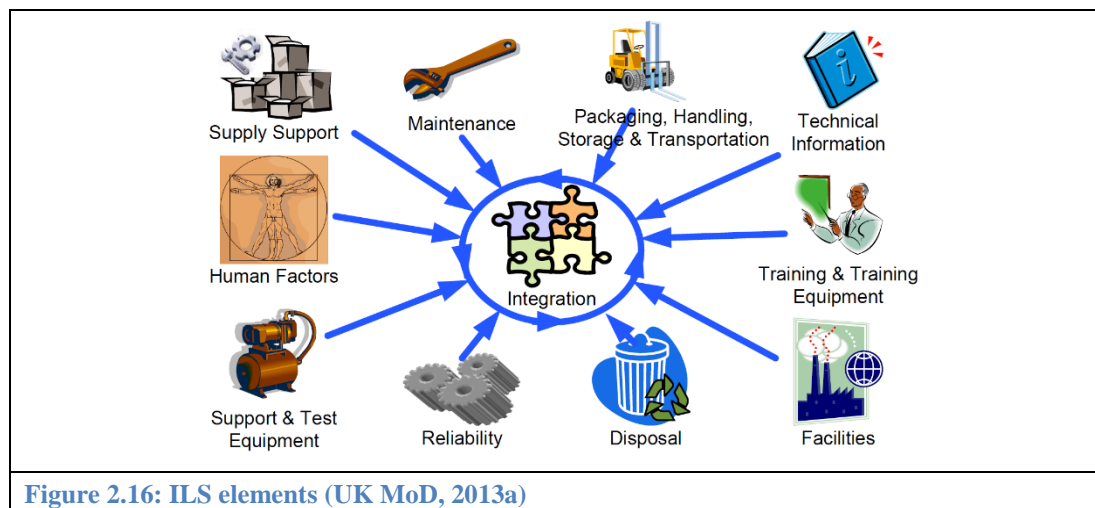 Supply Support
Maintenance
Packaging, Handling,
Storage & Transportation
Technical
Information
Human Factors
Integration
Training & Training
Equipment
Support & Test
Equipment
Reliability
Disposal
Facilities
Figure 2.16: ILS elements (UK MoD, 2013a)